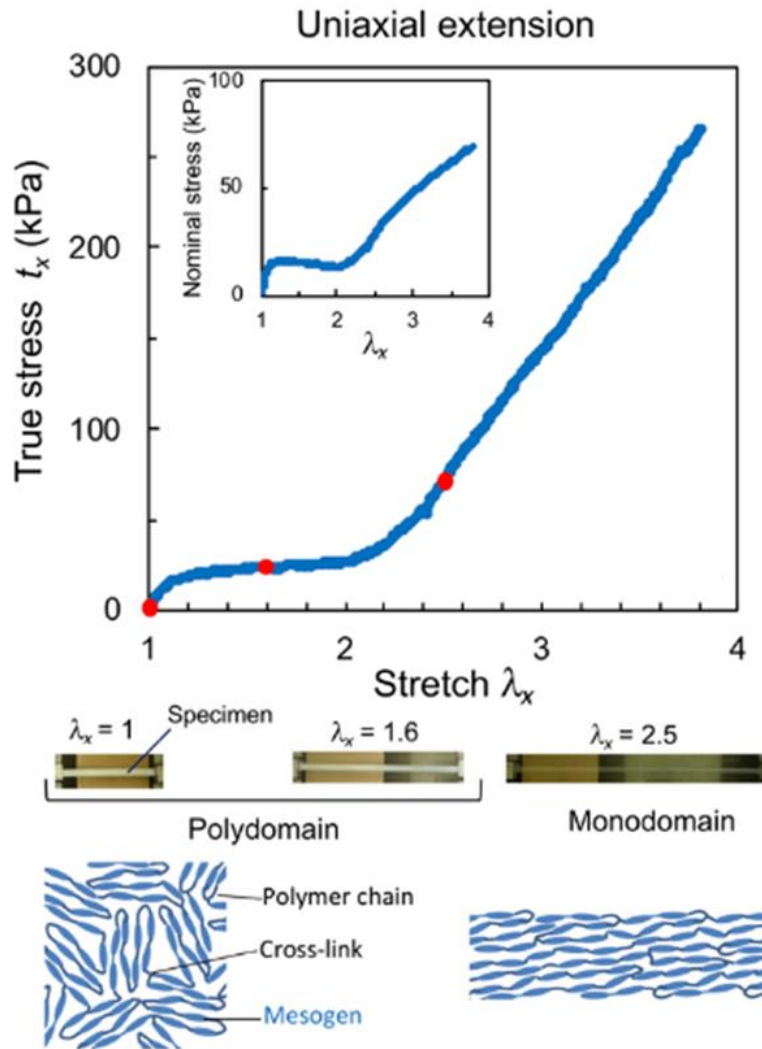 Uniaxial extension
300
200
100
0
True stress t_x (kPa)
100
50
0
Nominal stress (kPa)
1 2 3 4
λ_x
1 2 3 4
Stretch λ_x
λ_x = 1
Specimen
λ_x = 1.6
λ_x = 2.5
Polydomain
Monodomain
Polymer chain
Cross-link
Mesogen